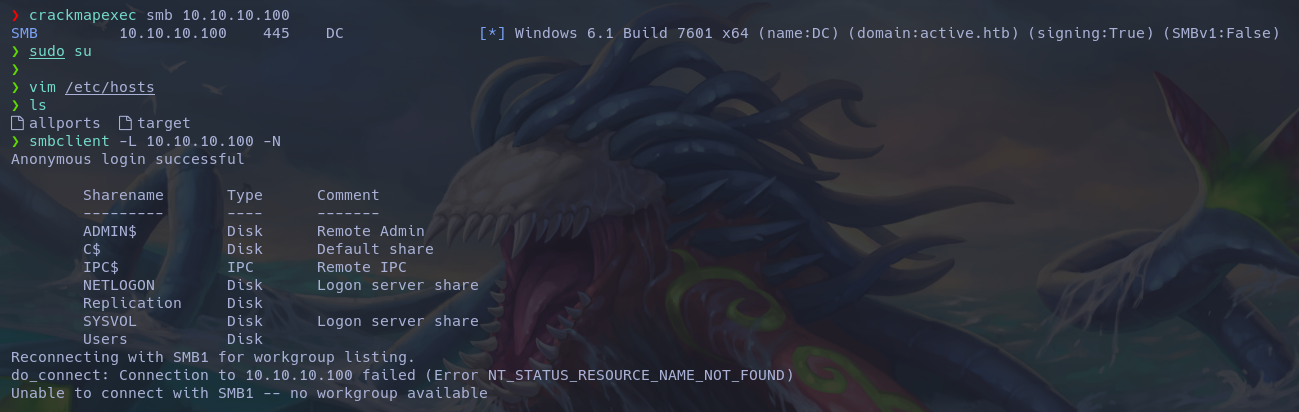 ❯ crackmapexec smb 10.10.10.100
SMB         10.10.10.100    445    DC               [*] Windows 6.1 Build 7601 x64 (name:DC) (domain:active.htb) (signing:True) (SMBv1:False)
❯ sudo su
❯
❯ vim /etc/hosts
❯ ls
allports  target
❯ smbclient -L 10.10.10.100 -N
Anonymous login successful
        Sharename       Type      Comment
        ---------       ----      -------
        ADMIN$          Disk      Remote Admin
        C$              Disk      Default share
        IPC$            IPC       Remote IPC
        NETLOGON        Disk      Logon server share
        Replication     Disk
        SYSVOL          Disk      Logon server share
        Users           Disk
Reconnecting with SMB1 for workgroup listing.
do_connect: Connection to 10.10.10.100 failed (Error NT_STATUS_RESOURCE_NAME_NOT_FOUND)
Unable to connect with SMB1 -- no workgroup available